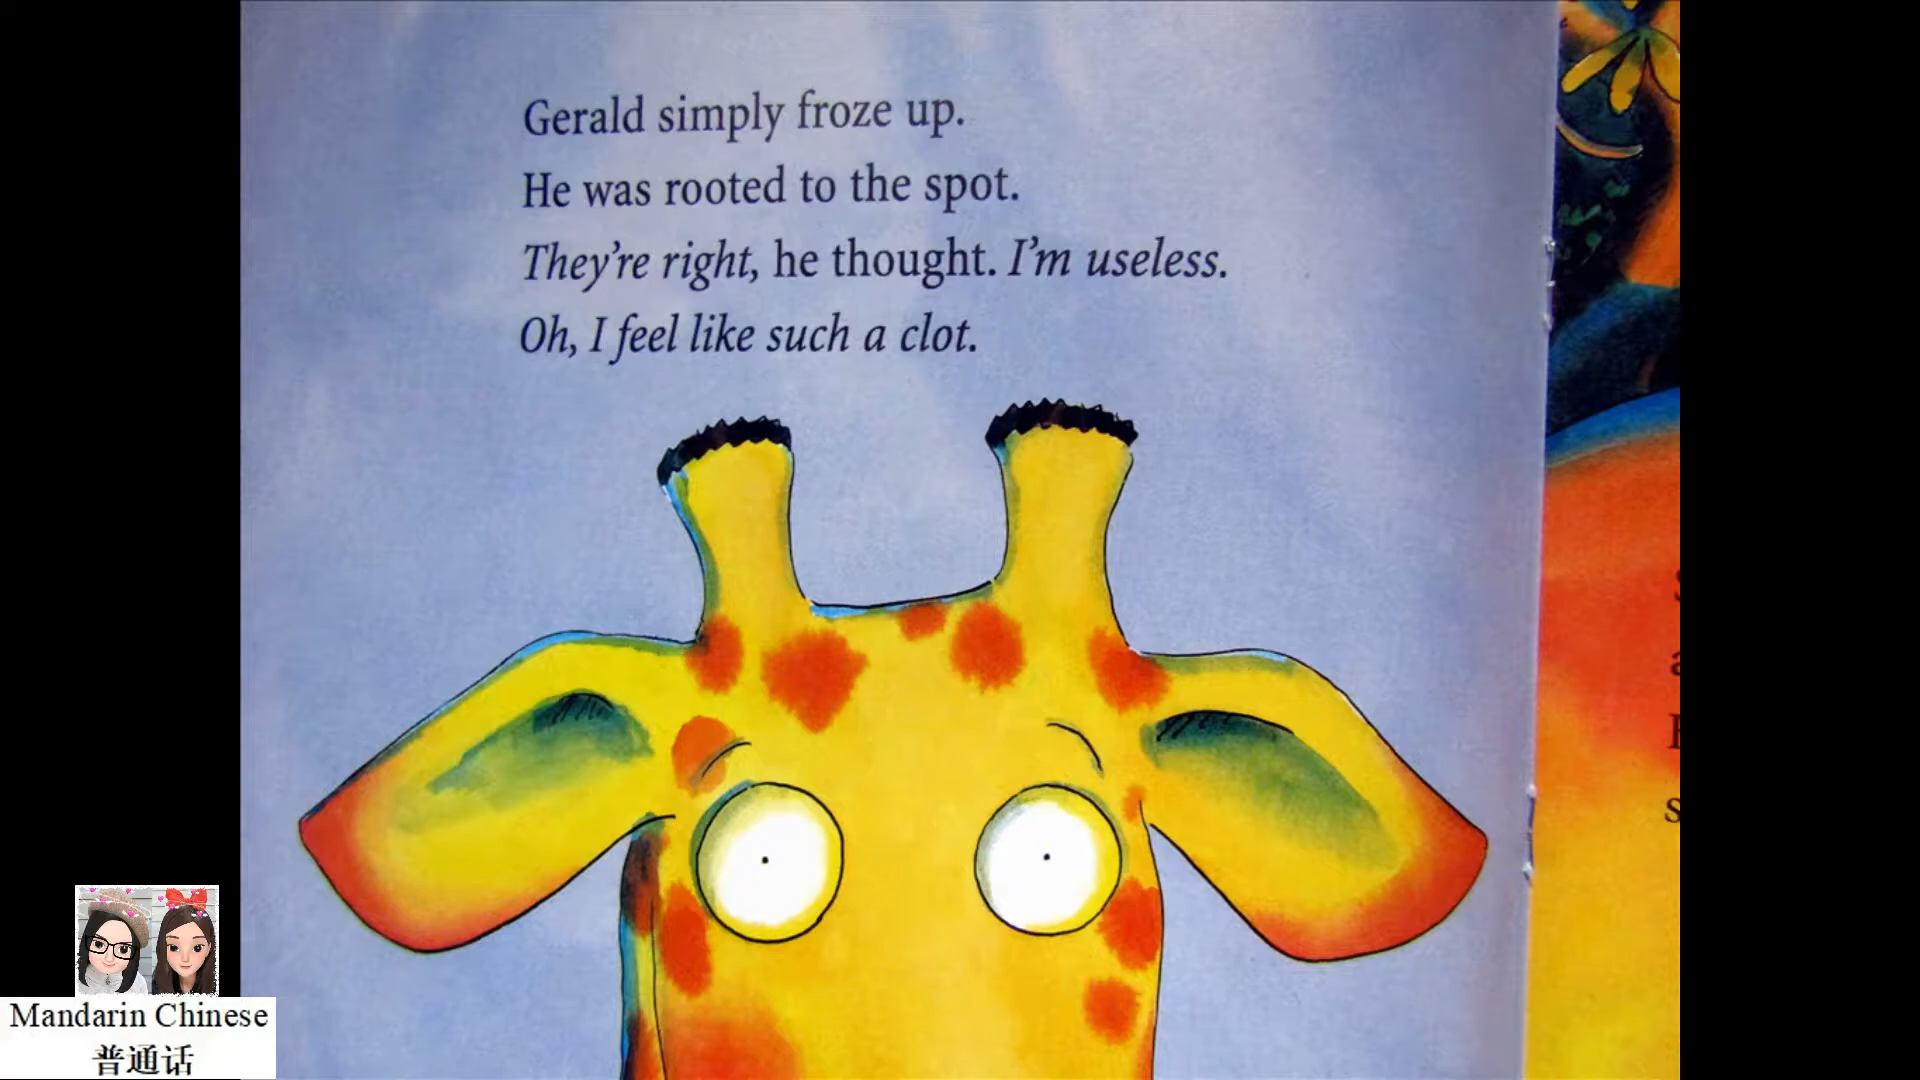 Gerald simply froze up.
He was rooted to the spot.
They're right, he thought. I'm useless.
Oh, I feel like such a clot.
Mandarin Chinese
普通话